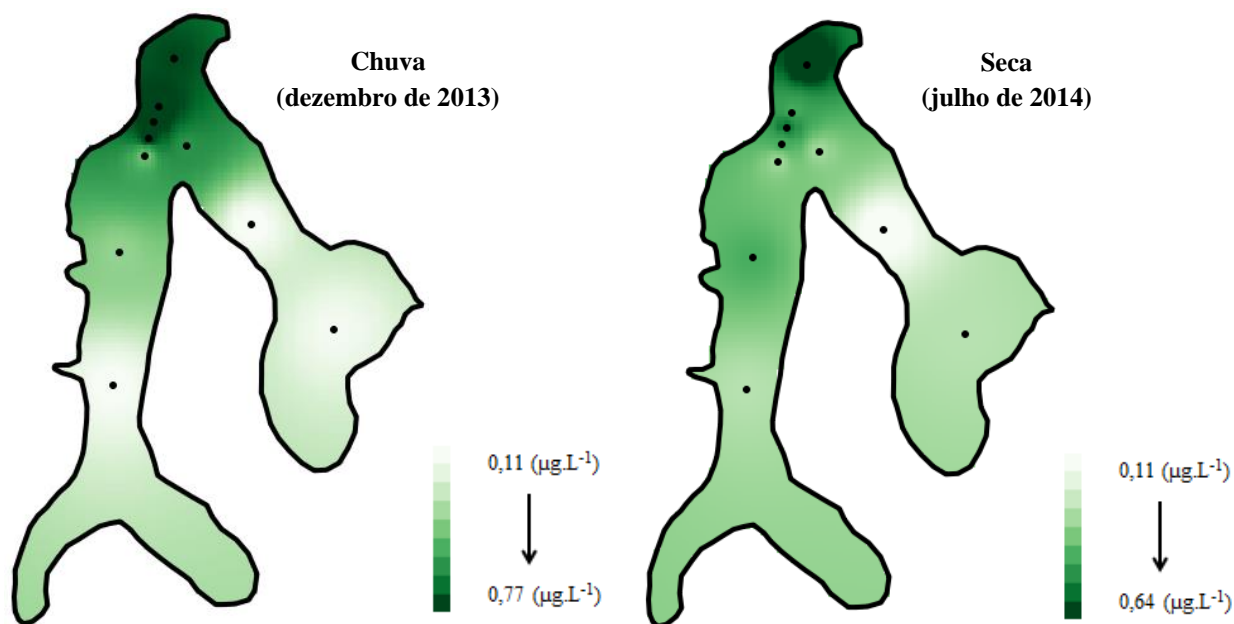 Chuva
(dezembro de 2013)
Seca
(julho de 2014)
0,11 (µg.L⁻¹)
0,77 (µg.L⁻¹)
0,11 (µg.L⁻¹)
0,64 (µg.L⁻¹)